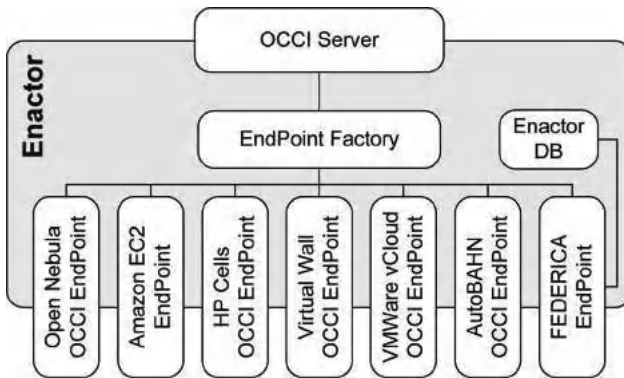 OCCI Server
Enactor
EndPoint Factory
Enactor
DB
Open Nebula
OCCI EndPoint
Amazon EC2
EndPoint
HP Cells
OCCI EndPoint
Virtual Wall
OCCI EndPoint
VMWare vCloud
OCCI EndPoint
AutoBAHN
OCCI EndPoint
FEDERICA
EndPoint